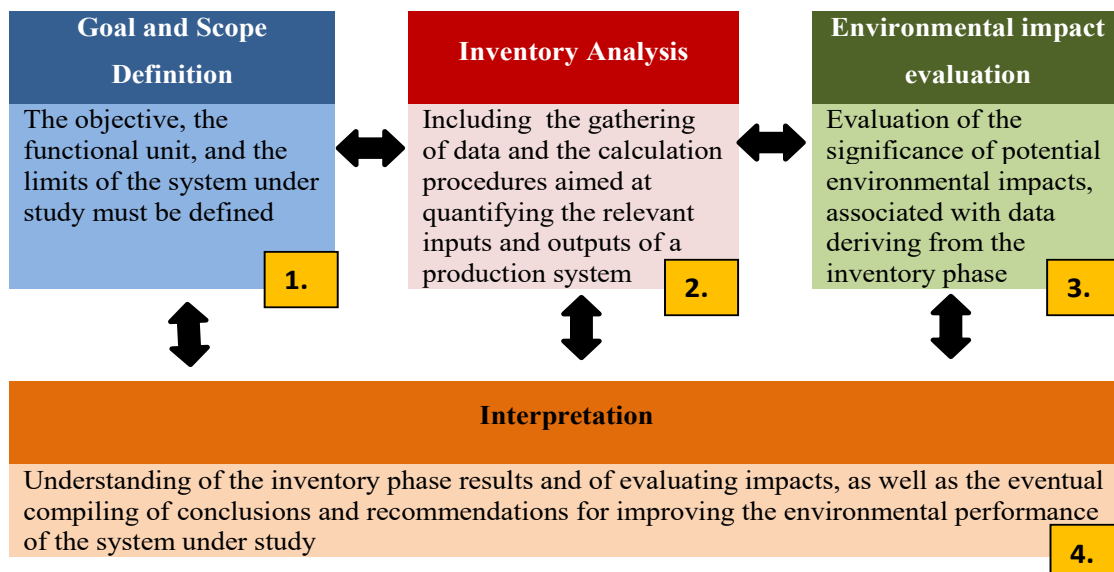 Goal and Scope
Definition
The objective, the
functional unit, and the
limits of the system under
study must be defined
1.
Inventory Analysis
Including the gathering
of data and the calculation
procedures aimed at
quantifying the relevant
inputs and outputs of a
production system
2.
Environmental impact
evaluation
Evaluation of the
significance of potential
environmental impacts,
associated with data
deriving from the
inventory phase
3.
Interpretation
Understanding of the inventory phase results and of evaluating impacts, as well as the eventual
compiling of conclusions and recommendations for improving the environmental performance
of the system under study
4.